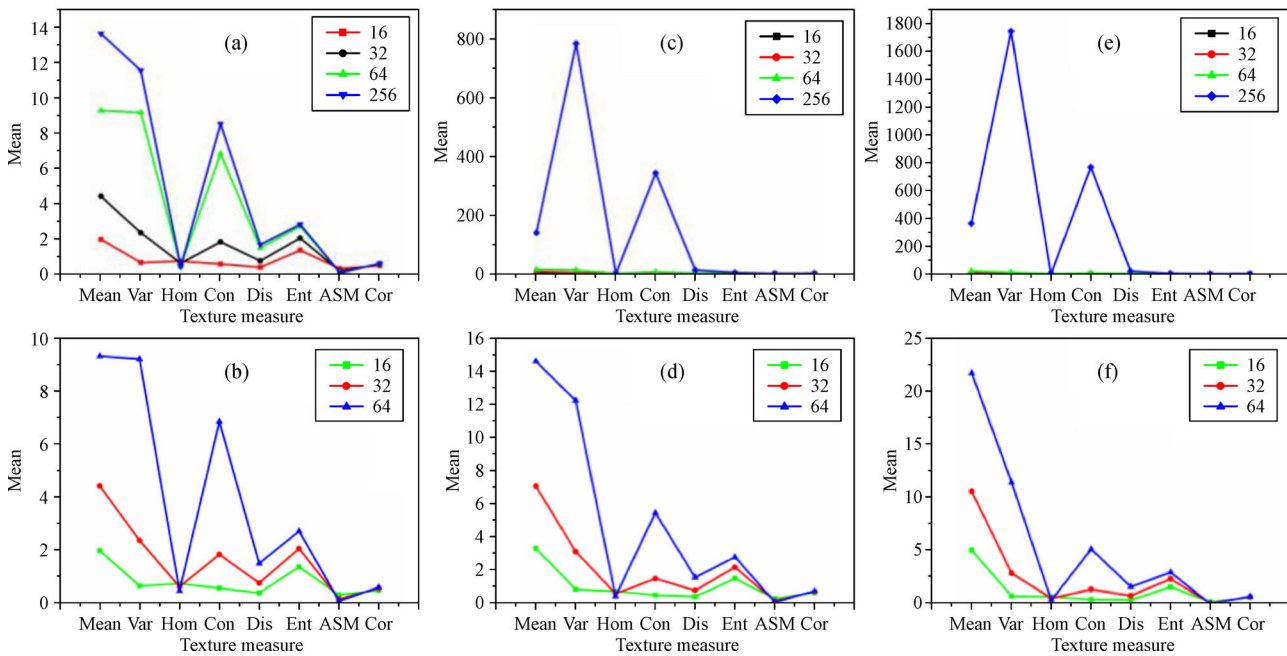 (a)
16
32
64
256
14
12
10
8
6
4
2
0
Mean
Mean Var Hom Con Dis Ent ASM Cor
Texture measure
(c)
16
32
64
256
800
600
400
200
0
Mean
Mean Var Hom Con Dis Ent ASM Cor
Texture measure
(e)
16
32
64
256
1800
1600
1400
1200
1000
800
600
400
200
0
Mean
Mean Var Hom Con Dis Ent ASM Cor
Texture measure
(b)
16
32
64
10
8
6
4
2
0
Mean
Mean Var Hom Con Dis Ent ASM Cor
Texture measure
(d)
16
32
64
16
14
12
10
8
6
4
2
0
Mean
Mean Var Hom Con Dis Ent ASM Cor
Texture measure
(f)
16
32
64
25
20
15
10
5
0
Mean
Mean Var Hom Con Dis Ent ASM Cor
Texture measure